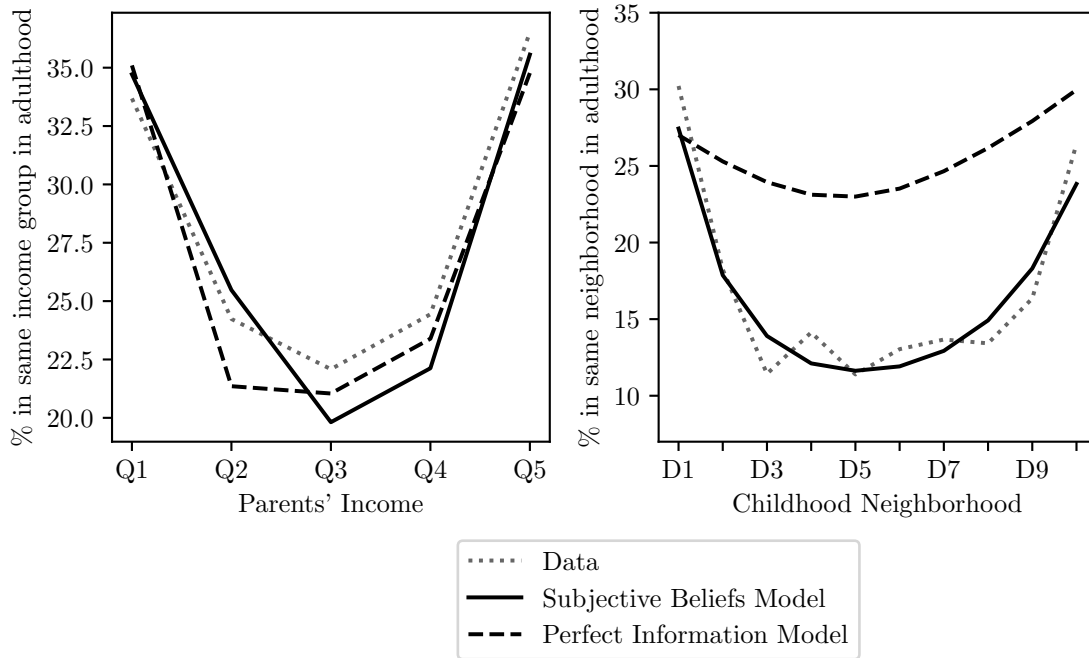 % in same income group in adulthood
35.0
32.5
30.0
27.5
25.0
22.5
20.0
Q1 Q2 Q3 Q4 Q5
Parents' Income
% in same neighborhood in adulthood
35
30
25
20
15
10
D1 D3 D5 D7 D9
Childhood Neighborhood
Data
Subjective Beliefs Model
Perfect Information Model